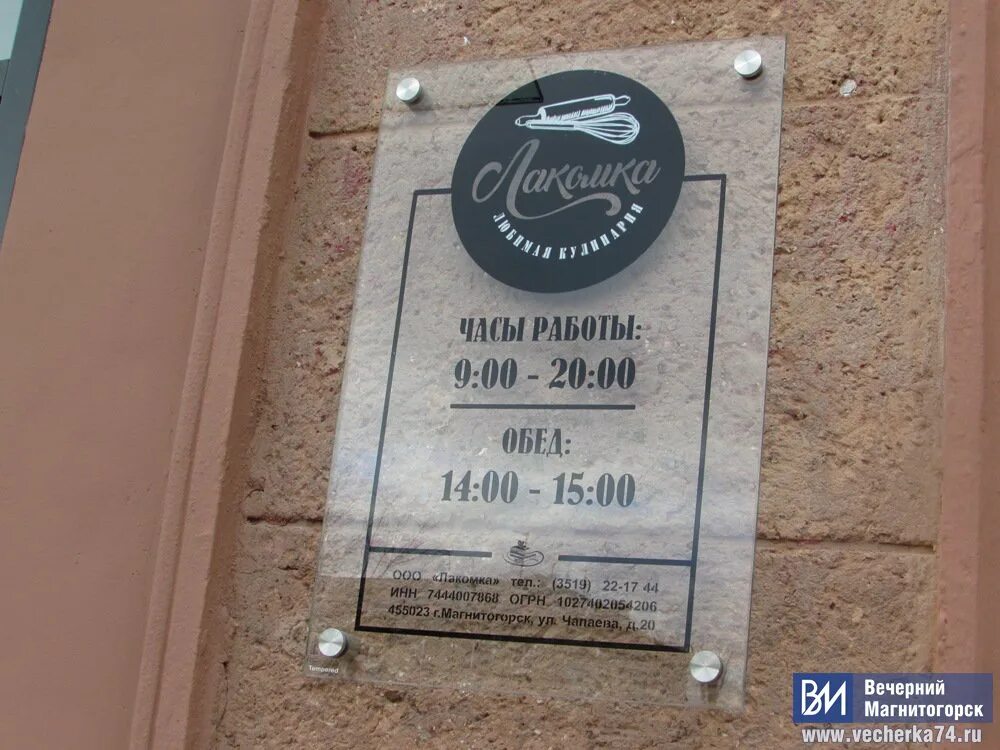 Лакомка
ЛЮБИМАЯ КУЛИНАРИЯ
ЧАСЫ РАБОТЫ:
9:00 - 20:00
ОБЕД:
14:00 - 15:00
ООО «Лакомка» тел.: (3519) 22-17 44
ИНН 7444007868 ОГРН 1027402054206
455023 г.Магнитогорск, ул. Чапаева, д.20
Tempered
ВМ Вечерний
Магнитогорск
www.vecherka74.ru